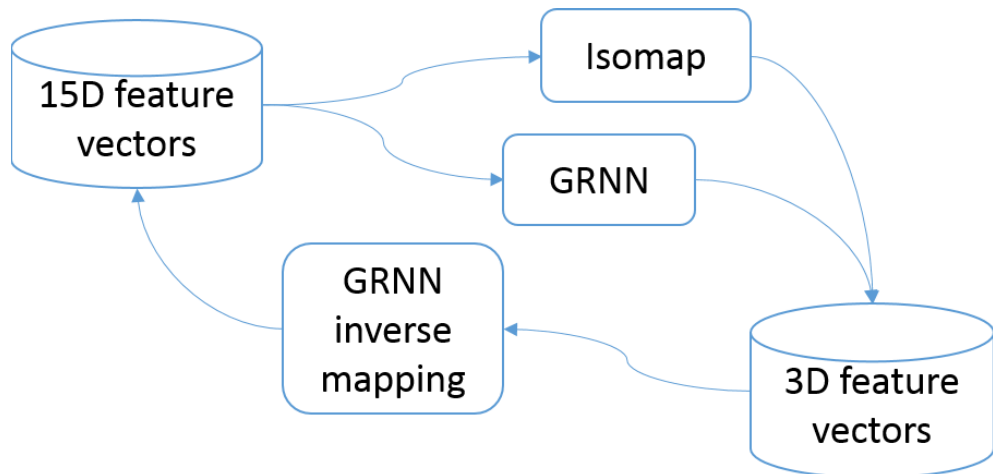 15D feature
vectors
Isomap
GRNN
GRNN
inverse
mapping
3D feature
vectors